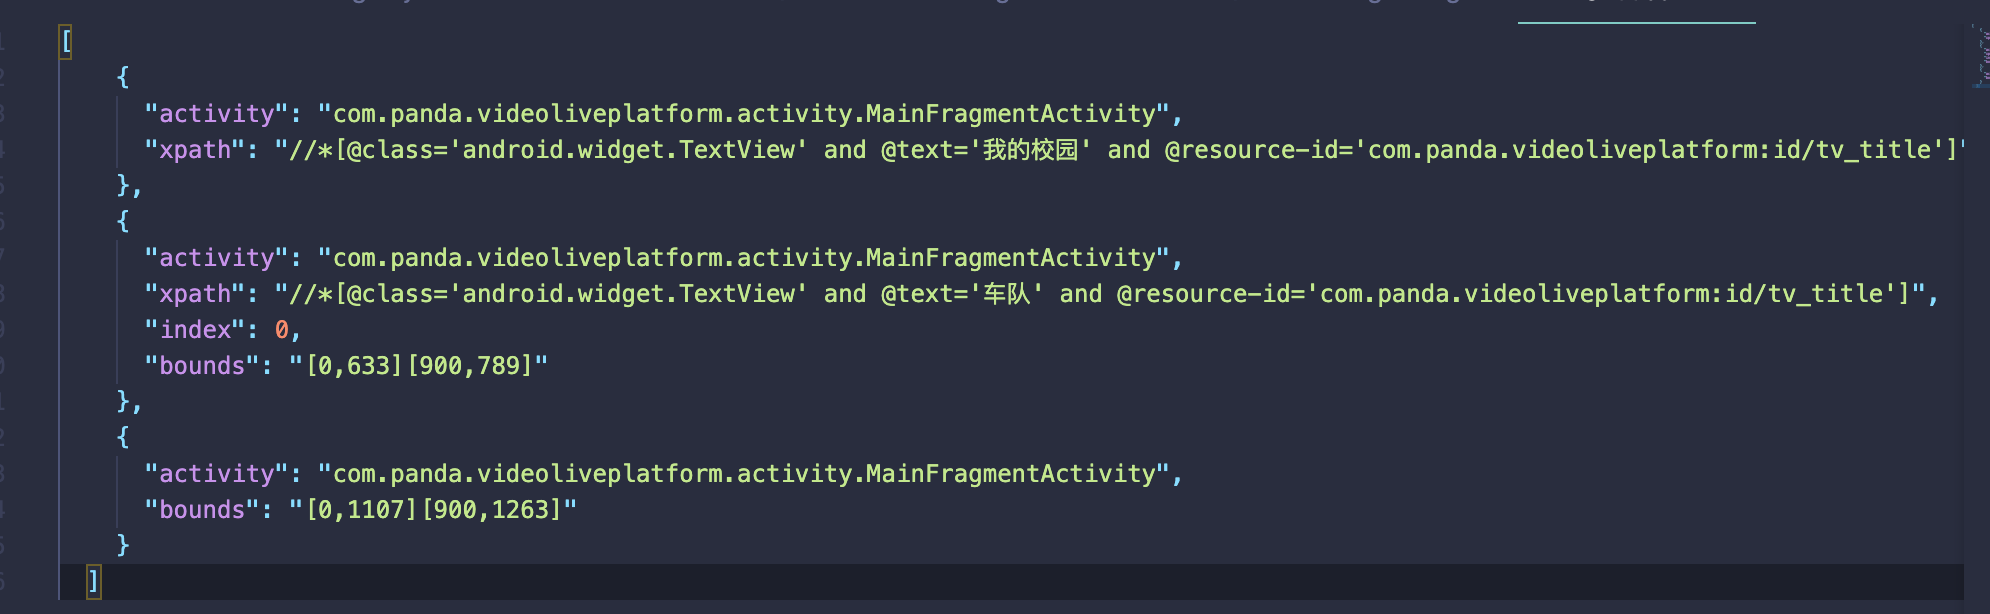 [
{
"activity": "com.panda.videoliveplatform.activity.MainFragmentActivity",
"xpath": "//*[@class='android.widget.TextView' and @text='我的校园' and @resource-id='com.panda.videoliveplatform:id/tv_title']"
},
{
"activity": "com.panda.videoliveplatform.activity.MainFragmentActivity",
"xpath": "//*[@class='android.widget.TextView' and @text='车队' and @resource-id='com.panda.videoliveplatform:id/tv_title']",
"index": 0,
"bounds": "[0,633][900,789]"
},
{
"activity": "com.panda.videoliveplatform.activity.MainFragmentActivity",
"bounds": "[0,1107][900,1263]"
}
]